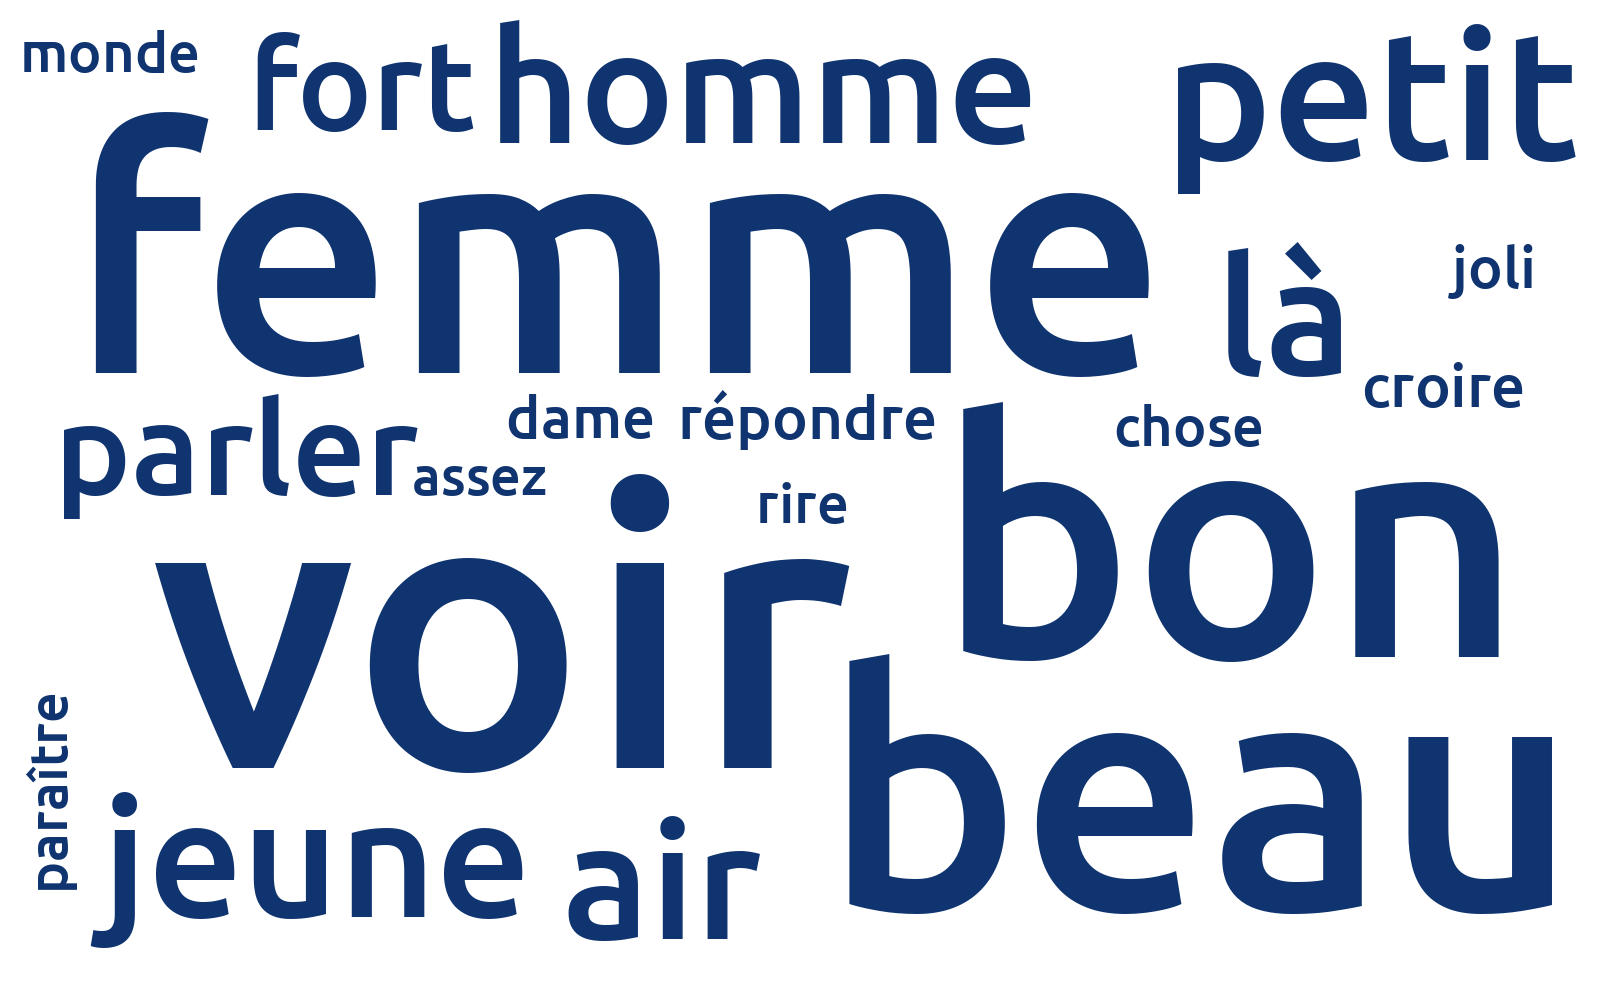 monde
fort
homme
petit
femme
là
joli
croire
parler
dame
répondre
chose
assez
rire
bon
voir
beau
paraître
jeune
air